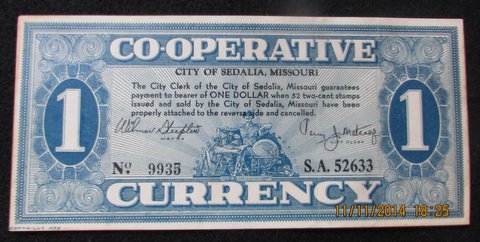 CO-OPERATIVE
CITY OF SEDALIA, MISSOURI
The City Clerk of the City of Sedalia, Missouri guarantees
payment to bearer of ONE DOLLAR when 52 two-cent stamps
issued and sold by the City of Sedalia, Missouri have been
properly attached to the reverse side and cancelled.
1
1
MAYOR
CITY CLERK
No. 9935
S.A. 52633
CURRENCY
11/11/2014